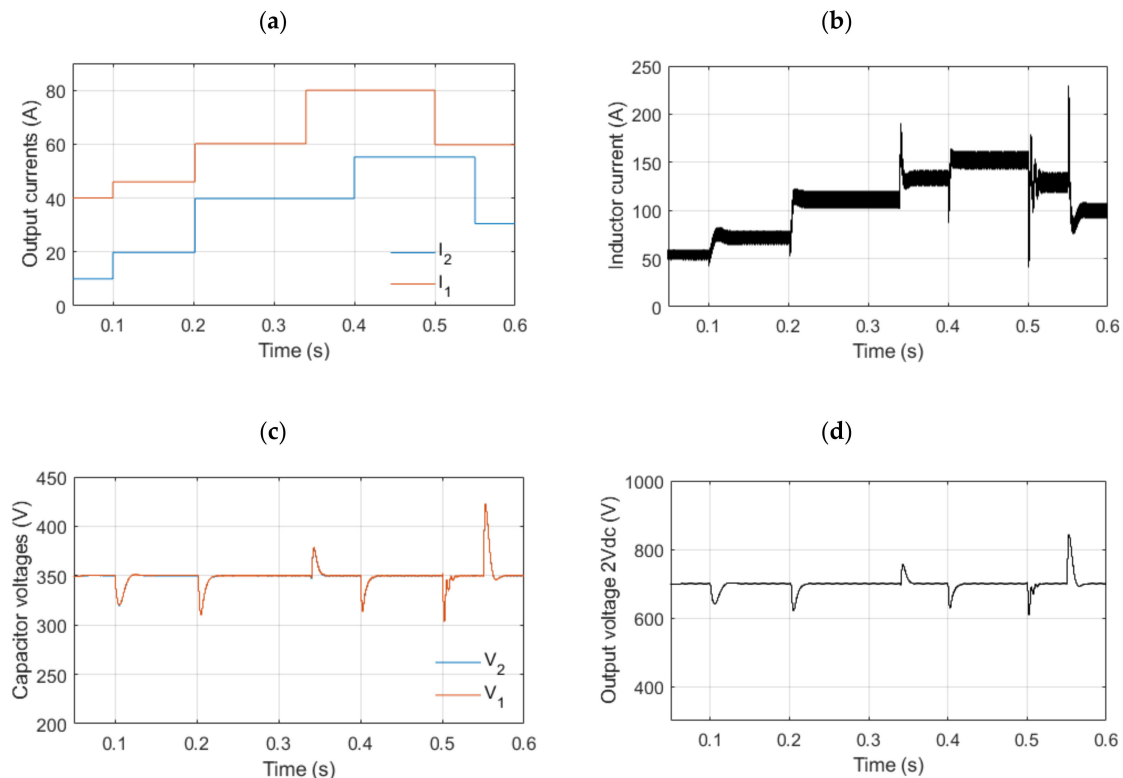 (a)
Output currents (A)
80
60
40
20
0
I_2
I_1
0.1 0.2 0.3 0.4 0.5 0.6
Time (s)
(b)
Inductor current (A)
250
200
150
100
50
0
0.1 0.2 0.3 0.4 0.5 0.6
Time (s)
(c)
Capacitor voltages (V)
450
400
350
300
250
200
V_2
V_1
0.1 0.2 0.3 0.4 0.5 0.6
Time (s)
(d)
Output voltage 2Vdc (V)
1000
800
600
400
0.1 0.2 0.3 0.4 0.5 0.6
Time (s)